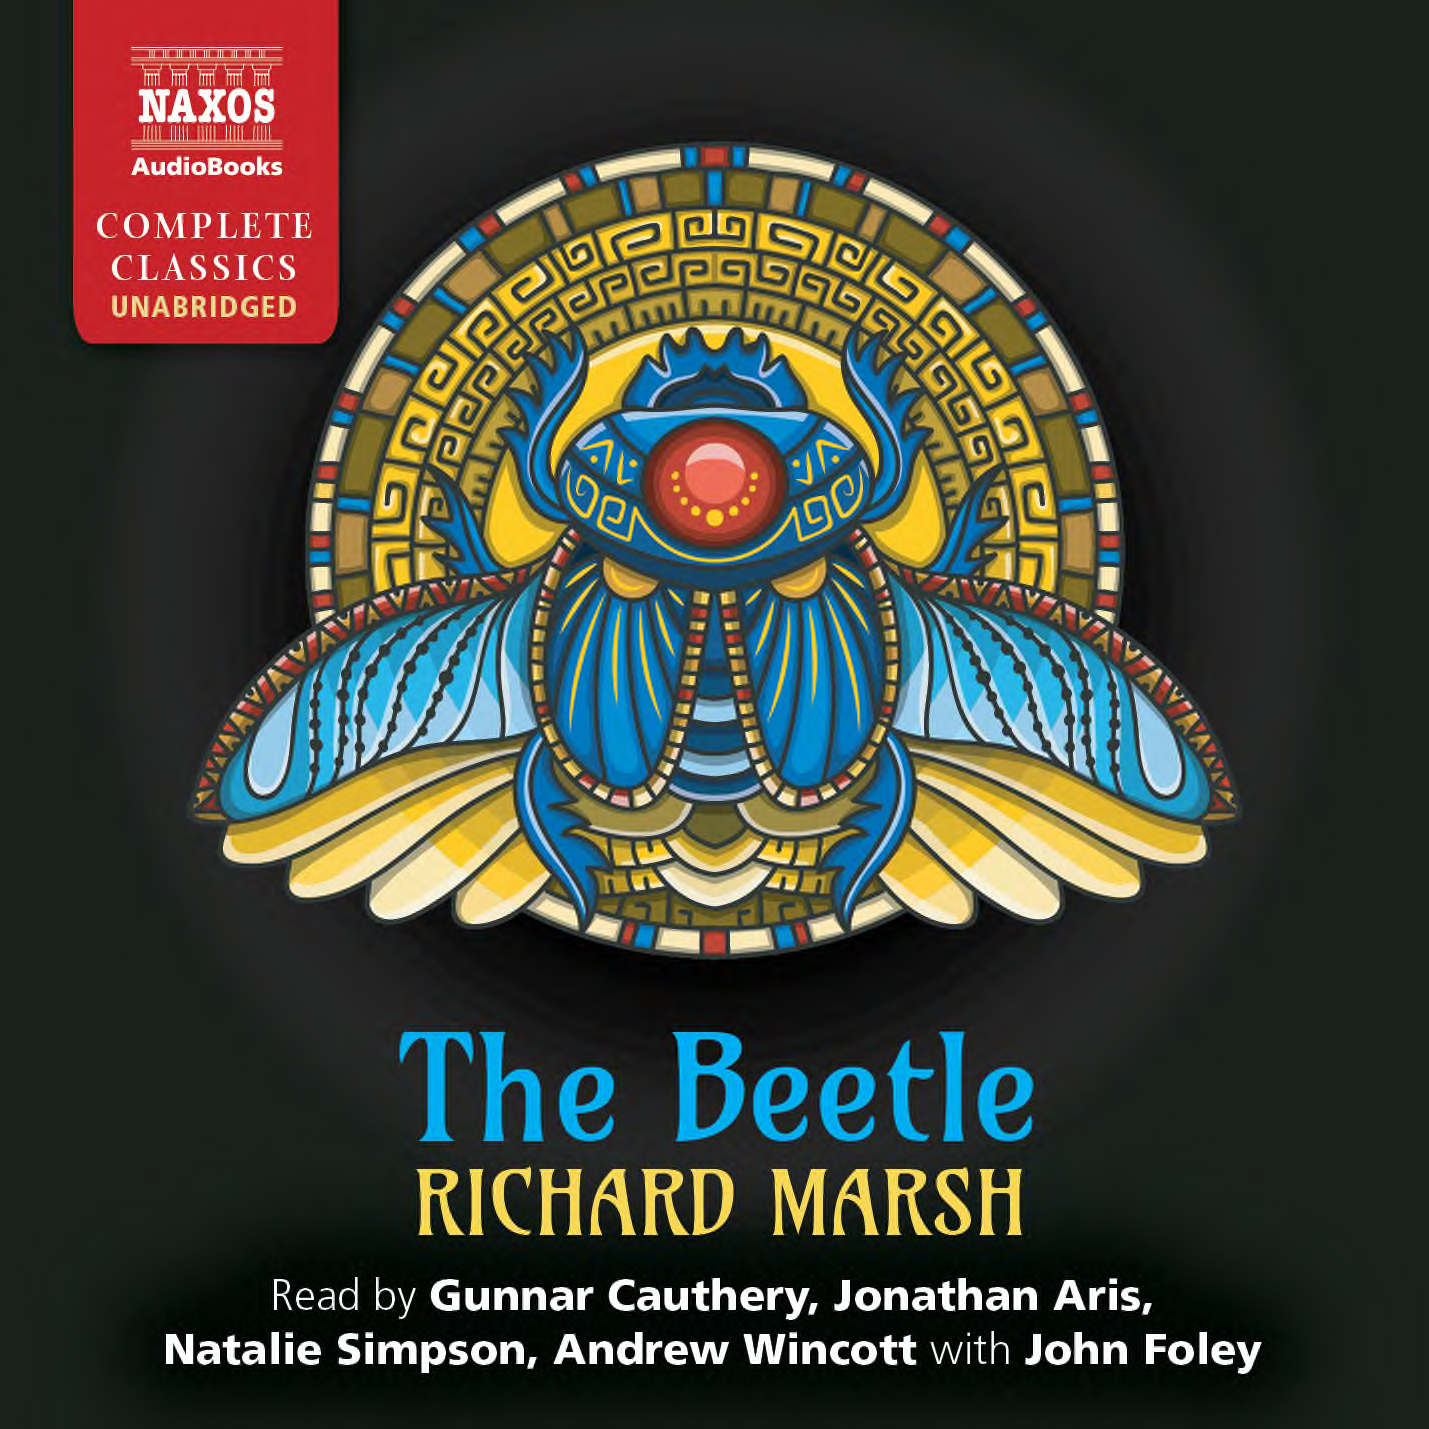 NAXOS
AudioBooks
COMPLETE
CLASSICS
UNABRIDGED
The Beetle
RICHARD MARSH
Read by Gunnar Cauthery, Jonathan Aris,
Natalie Simpson, Andrew Wincott with John Foley